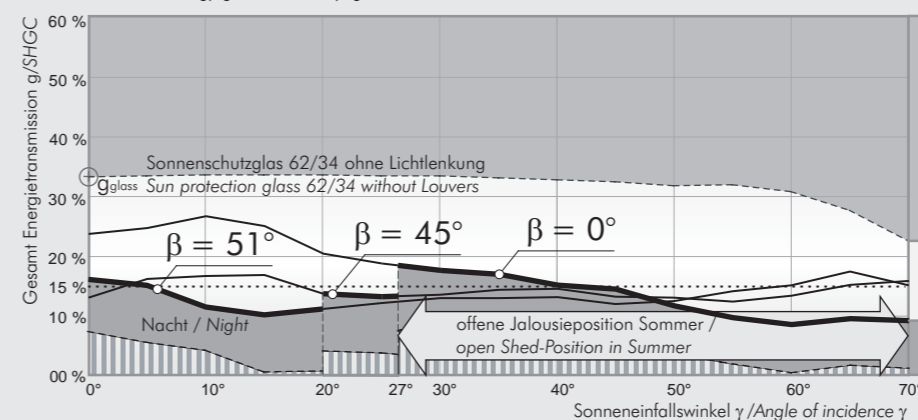 Gesamt Energietransmission g/SHGC
60 %
50 %
40 %
30 %
20 %
15 %
10 %
00 %
Sonnenschutzglas 62/34 ohne Lichtlenkung
gglass Sun protection glass 62/34 without Louvers
β = 51°
β = 45°
β = 0°
Nacht / Night
offene Jalousieposition Sommer /
open Shed-Position in Summer
0° 10° 20° 27° 30° 40° 50° 60° 70°
Sonneneinfallswinkel γ /Angle of incidence γ